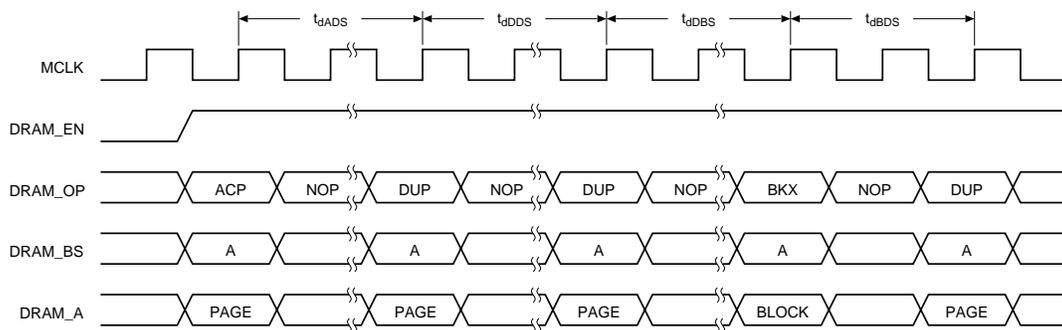 tdADS tdDDS tdDBS tdBDS
MCLK
DRAM_EN
DRAM_OP ACP NOP DUP NOP DUP NOP BKX NOP DUP
DRAM_BS A A A A A
DRAM_A PAGE PAGE PAGE BLOCK PAGE